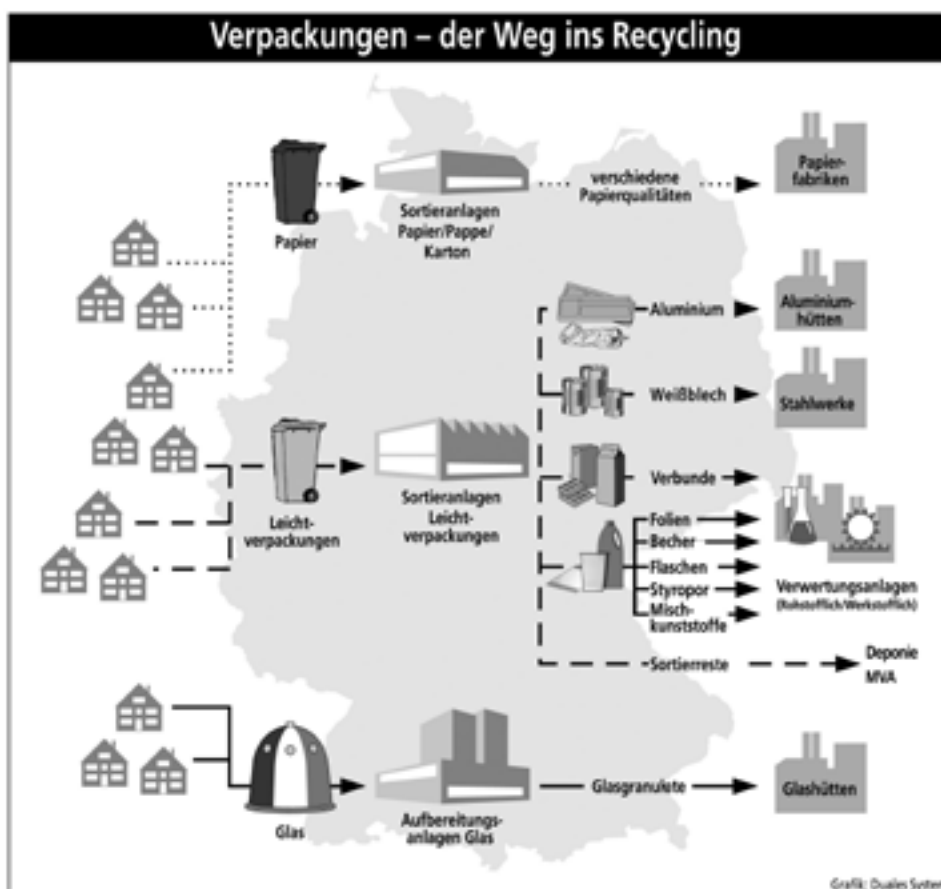 Verpackungen – der Weg ins Recycling
Papier
Sortieranlagen
Papier/Pappe/
Karton
verschiedene
Papierqualitäten
Papier-
fabriken
Aluminium
Aluminium-
hütten
Weißblech
Stahlwerke
Leicht-
verpackungen
Sortieranlagen
Leicht-
verpackungen
Verbunde
Folien
Becher
Flaschen
Styropor
Misch-
kunststoffe
Verwertungsanlagen
(Rohstofflich/Werkstofflich)
Sortierreste
Deponie
MVA
Glas
Aufbereitungs-
anlagen Glas
Glasgranulete
Glashütten
Grafik: Duales System